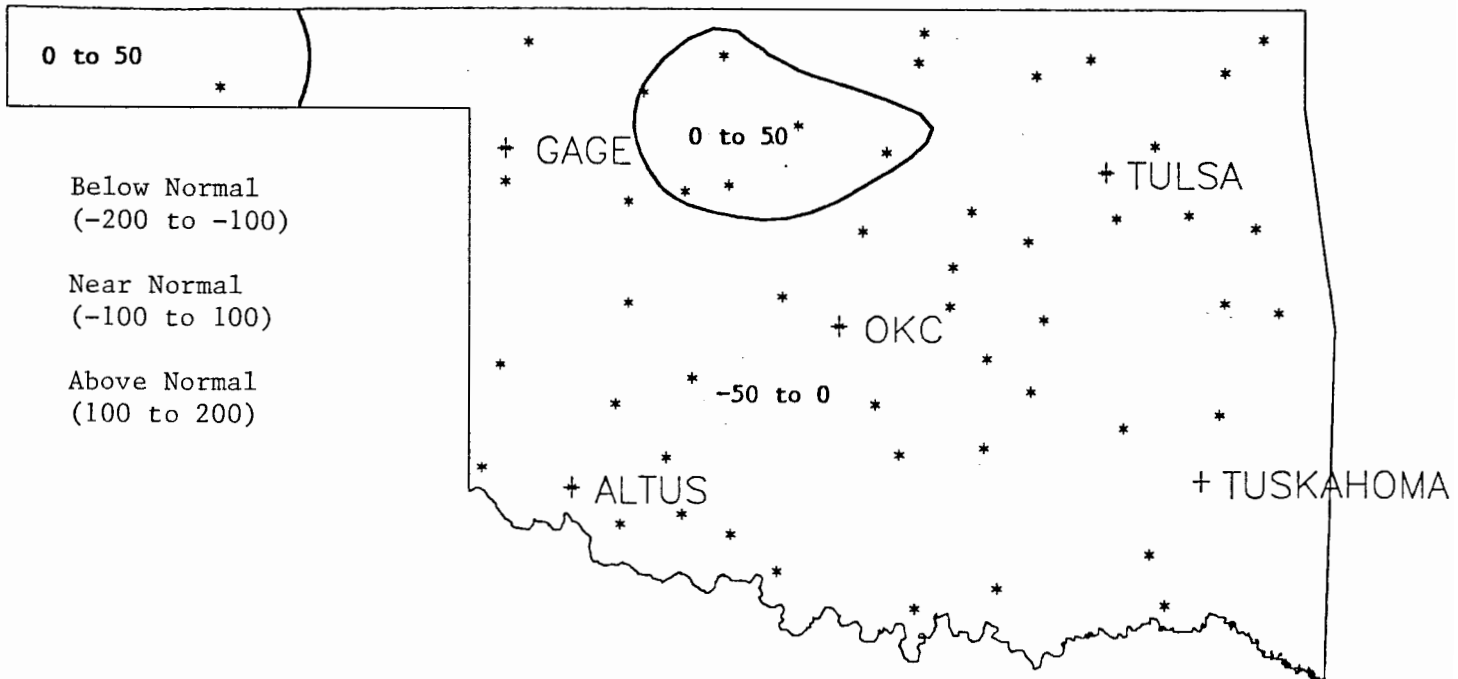 0 to 50
GAGE
0 to 50
TULSA
Below Normal
(-200 to -100)
Near Normal
(-100 to 100)
OKC
Above Normal
(100 to 200)
-50 to 0
ALTUS
TUSKAHOMA